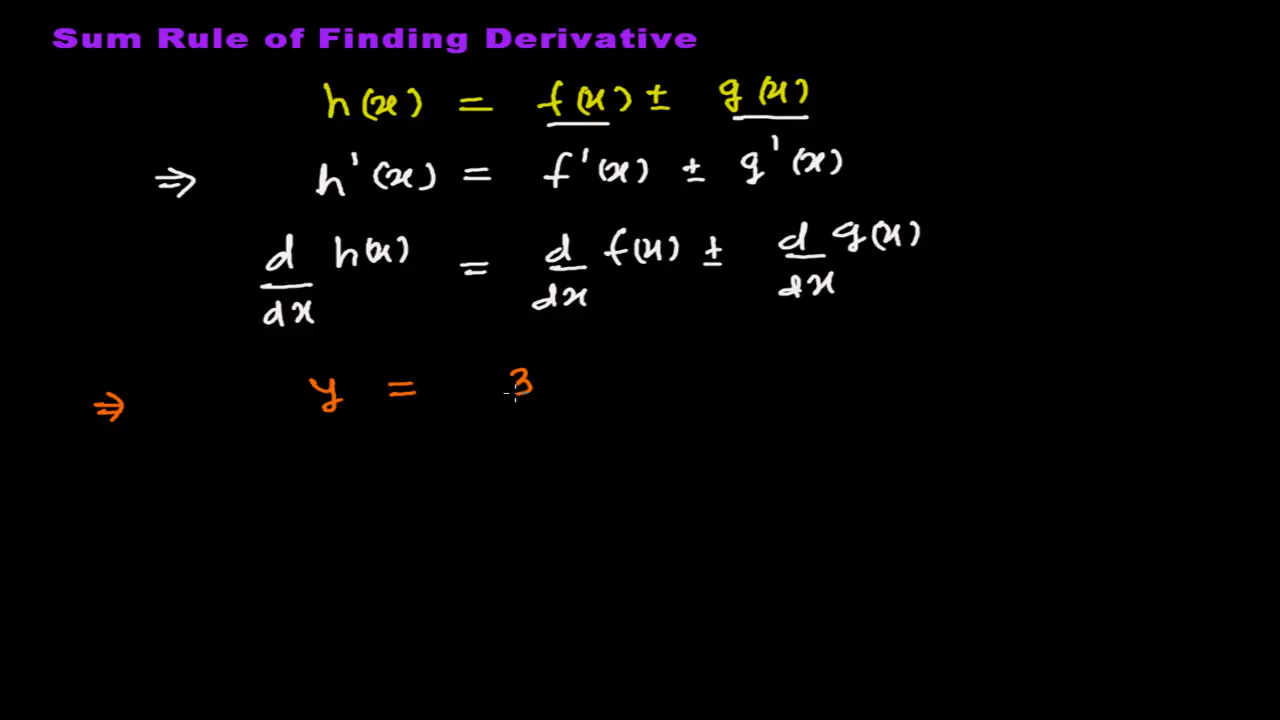 Sum Rule of Finding Derivative
h(x) = f(x) ± g(x)
⇒ h'(x) = f'(x) ± g'(x)
d/dx h(x) = d/dx f(x) ± d/dx g(x)
⇒ y = 3